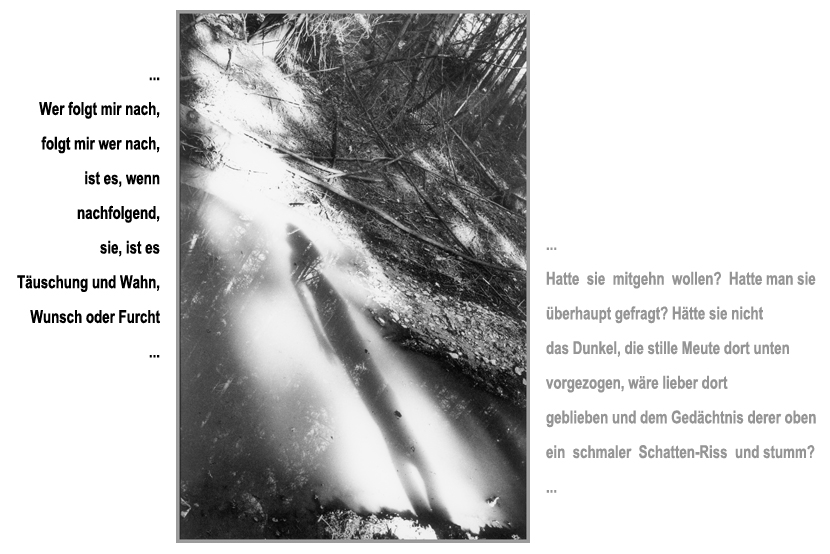 ...
Wer folgt mir nach,
folgt mir wer nach,
ist es, wenn
nachfolgend,
sie, ist es
Täuschung und Wahn,
Wunsch oder Furcht
...
...
Hatte sie mitgehn wollen? Hatte man sie
überhaupt gefragt? Hätte sie nicht
das Dunkel, die stille Meute dort unten
vorgezogen, wäre lieber dort
geblieben und dem Gedächtnis derer oben
ein schmaler Schatten-Riss und stumm?
...